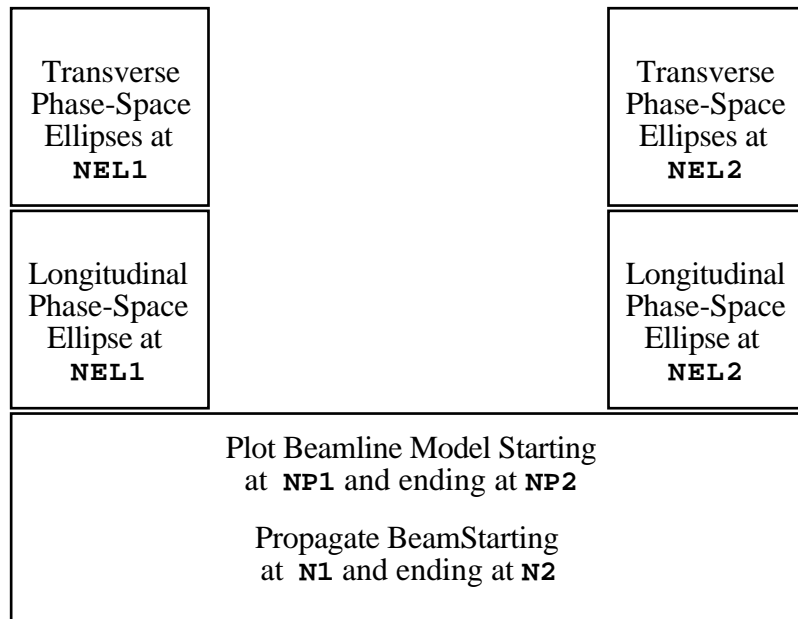 Transverse
Phase-Space
Ellipses at
NEL1
Transverse
Phase-Space
Ellipses at
NEL2
Longitudinal
Phase-Space
Ellipse at
NEL1
Longitudinal
Phase-Space
Ellipse at
NEL2
Plot Beamline Model Starting
at NP1 and ending at NP2
Propagate BeamStarting
at N1 and ending at N2